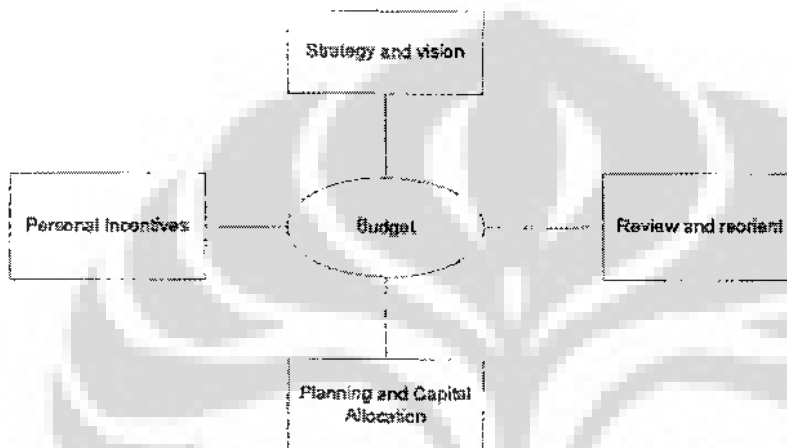 Strategy and vision
Personal Incentives
Budget
Review and reorient
Planning and Capital
Allocation